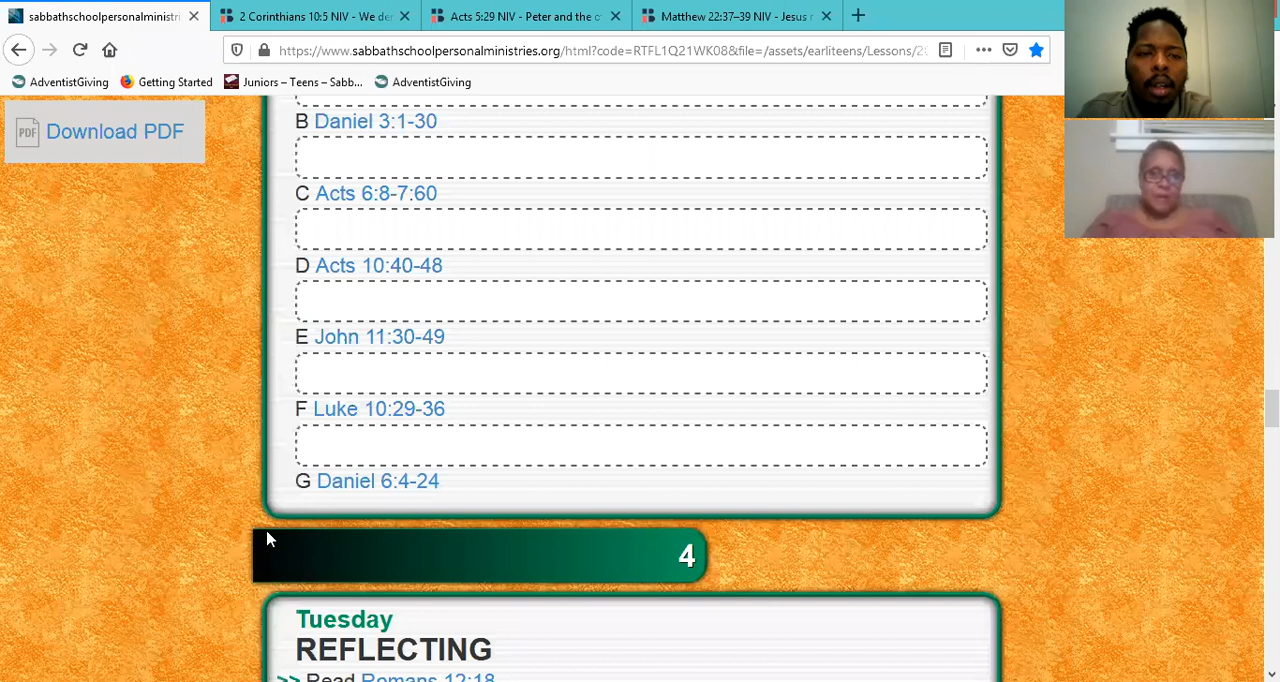 sabbathschoolpersonalministri
2 Corinthians 10:5 NIV - We der
Acts 5:29 NIV - Peter and the o
Matthew 22:37–39 NIV - Jesus r
https://www.sabbathschoolpersonalministries.org/html?code=RTFL1Q21WK08&file=/assets/earliteens/Lessons/2
AdventistGiving
Getting Started
Juniors – Teens – Sabb...
AdventistGiving
PDF Download PDF
B Daniel 3:1-30
C Acts 6:8-7:60
D Acts 10:40-48
E John 11:30-49
F Luke 10:29-36
G Daniel 6:4-24
4
Tuesday
REFLECTING
>> Read Romans 12:18